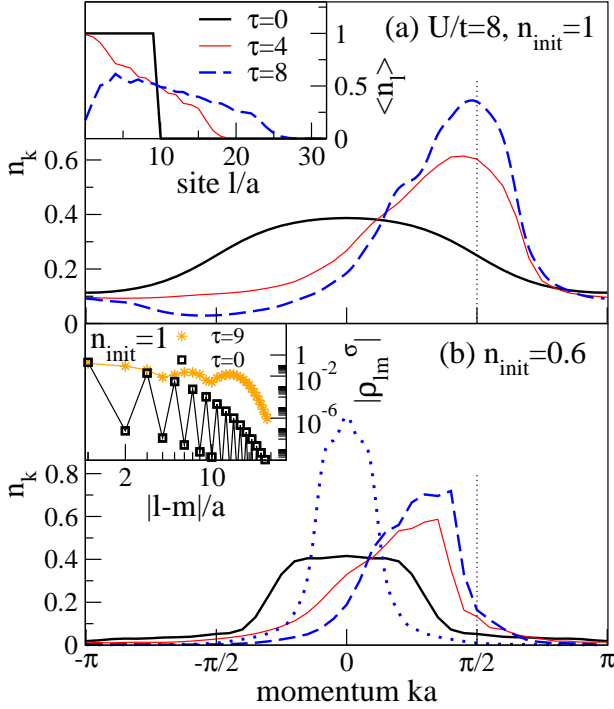 τ=0
τ=4
τ=8
(a) U/t=8, n_init=1
1
0.5
0
<n_l>
0 10 20 30
site l/a
n_k
0.6
0.4
0.2
0
n_init=1
τ=9
τ=0
(b) n_init=0.6
1
10^-2
10^-6
|ρ_lm^σ|
2 10
|l-m|/a
n_k
0.8
0.6
0.4
0.2
0
-π -π/2 0 π/2 π
momentum ka